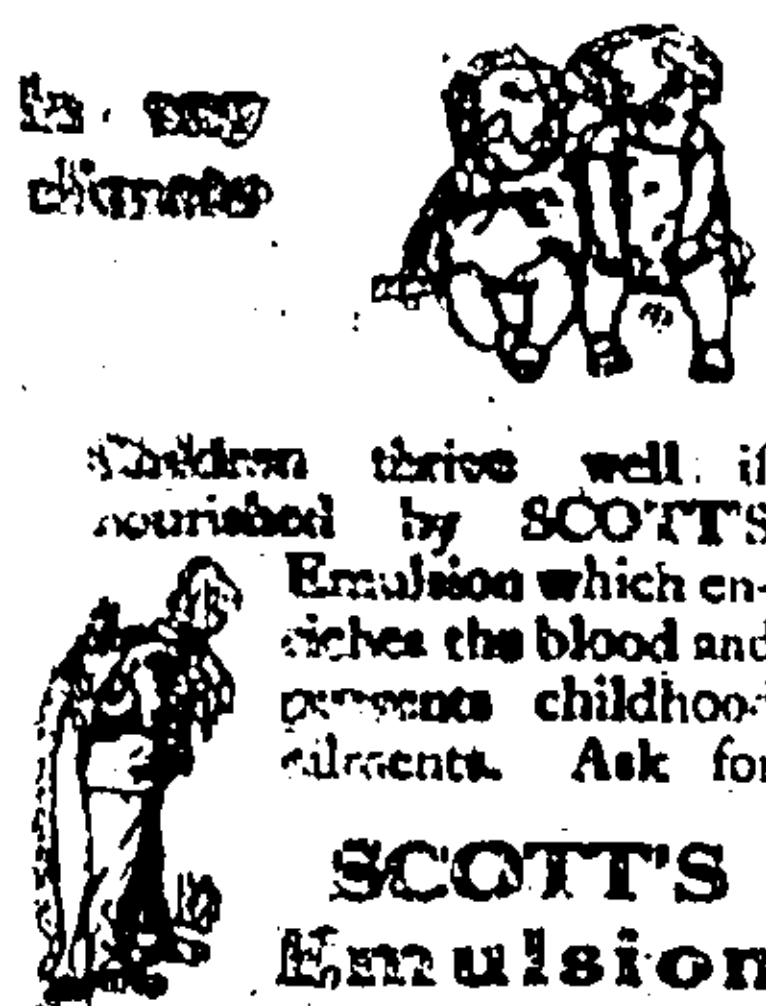 In any
climate
Children thrive well if
nourished by SCOTT'S
Emulsion which en-
riches the blood and
prevents childhood
ailments. Ask for
SCOTT'S
Emulsion